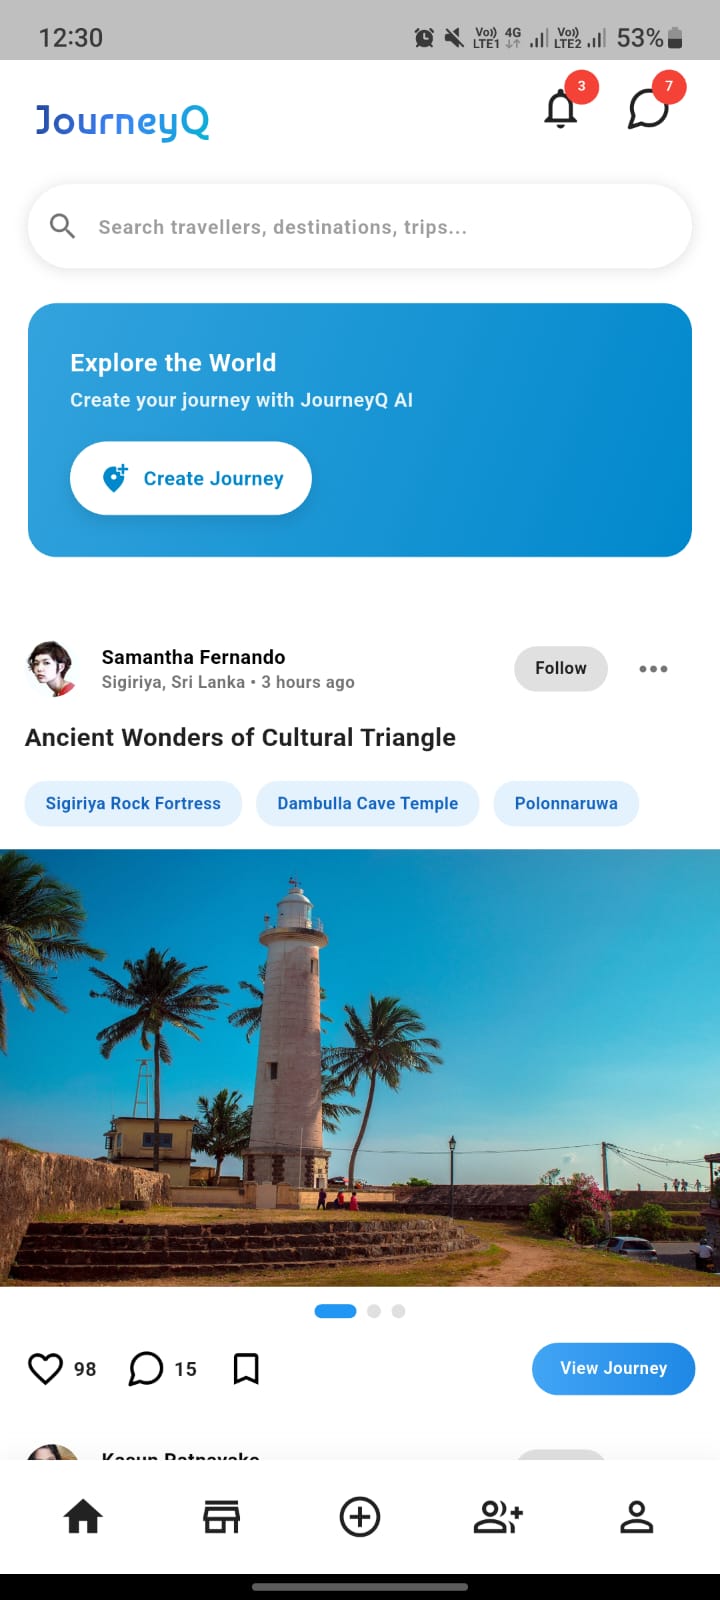 12:30
Vo)) 4G Vo)) 53%
LTE1 LTE2
3
7
JourneyQ
Search travellers, destinations, trips...
Explore the World
Create your journey with JourneyQ AI
Create Journey
Samantha Fernando
Sigiriya, Sri Lanka • 3 hours ago
Follow
Ancient Wonders of Cultural Triangle
Sigiriya Rock Fortress
Dambulla Cave Temple
Polonnaruwa
98
15
View Journey